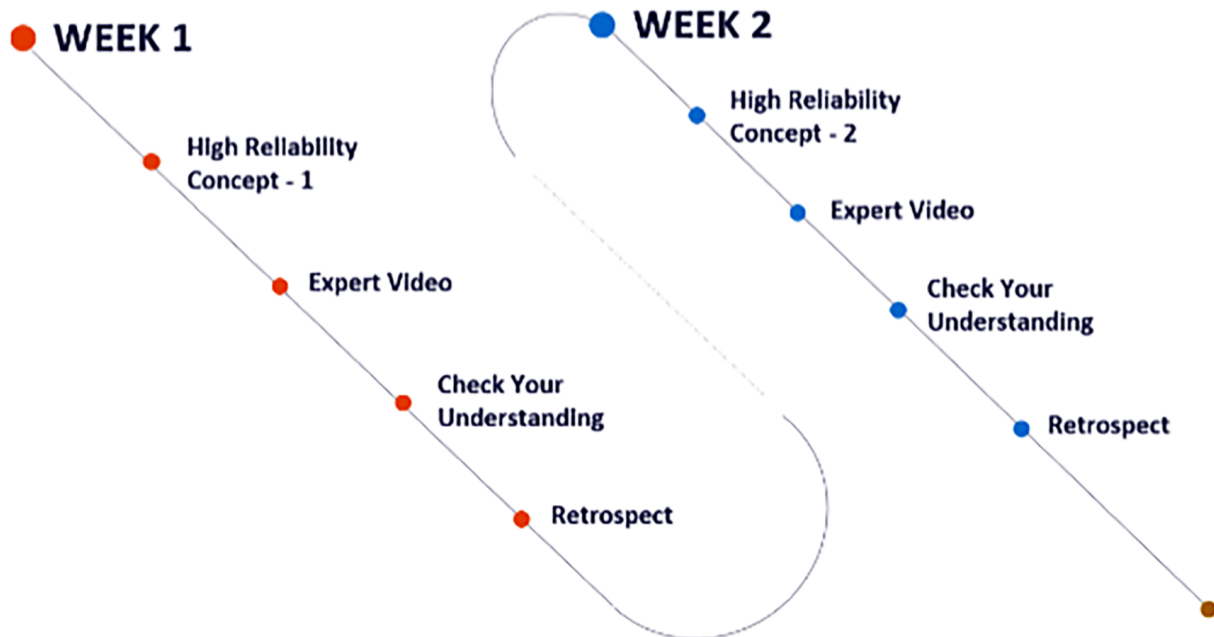 WEEK 1
High Reliability
Concept - 1
Expert Video
Check Your
Understanding
Retrospect
WEEK 2
High Reliability
Concept - 2
Expert Video
Check Your
Understanding
Retrospect